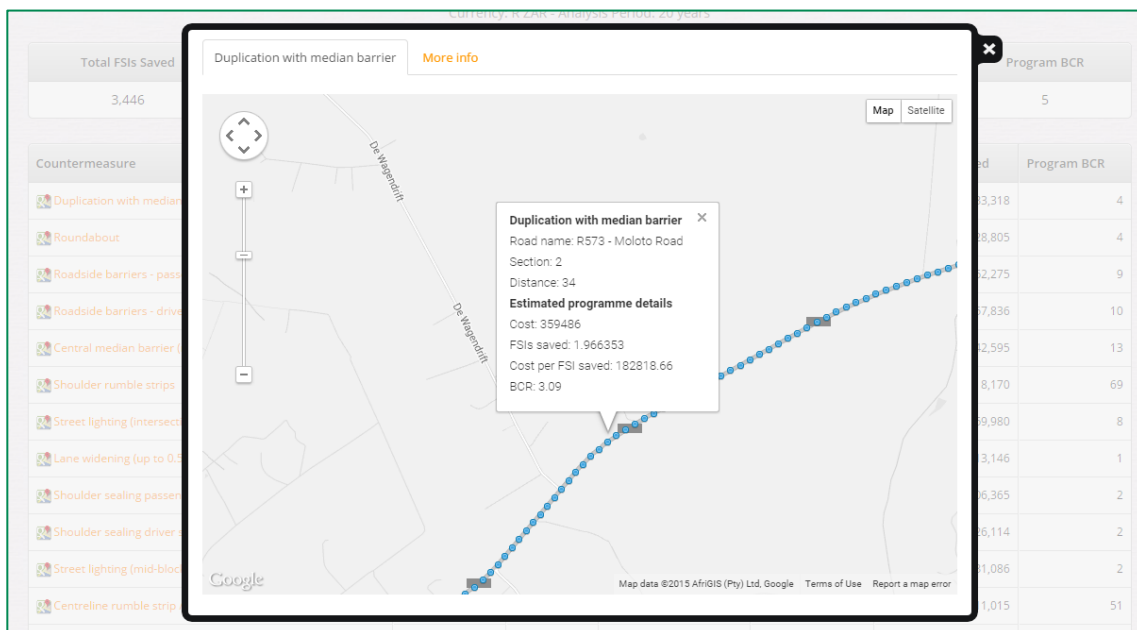 Currency: R ZAR - Analysis Period: 20 years
Total FSIs Saved
Program BCR
3,446
5
Duplication with median barrier
More info
Map
Satellite
De Wagendrift
De Wagendrift
Duplication with median barrier
Road name: R573 - Moloto Road
Section: 2
Distance: 34
Estimated programme details
Cost: 359486
FSIs saved: 1.966353
Cost per FSI saved: 182818.66
BCR: 3.09
Google
Map data ©2015 AfriGIS (Pty) Ltd, Google
Terms of Use
Report a map error
Countermeasure
Program BCR
Duplication with median
33,318
4
Roundabout
28,805
4
Roadside barriers - pass
52,275
9
Roadside barriers - drive
57,836
10
Central median barrier (
42,595
13
Shoulder rumble strips
8,170
69
Street lighting (intersect
59,980
8
Lane widening (up to 0.5
3,146
1
Shoulder sealing passen
06,365
2
Shoulder sealing driver s
26,114
2
Street lighting (mid-bloc
31,086
2
Centreline rumble strip
1,015
51